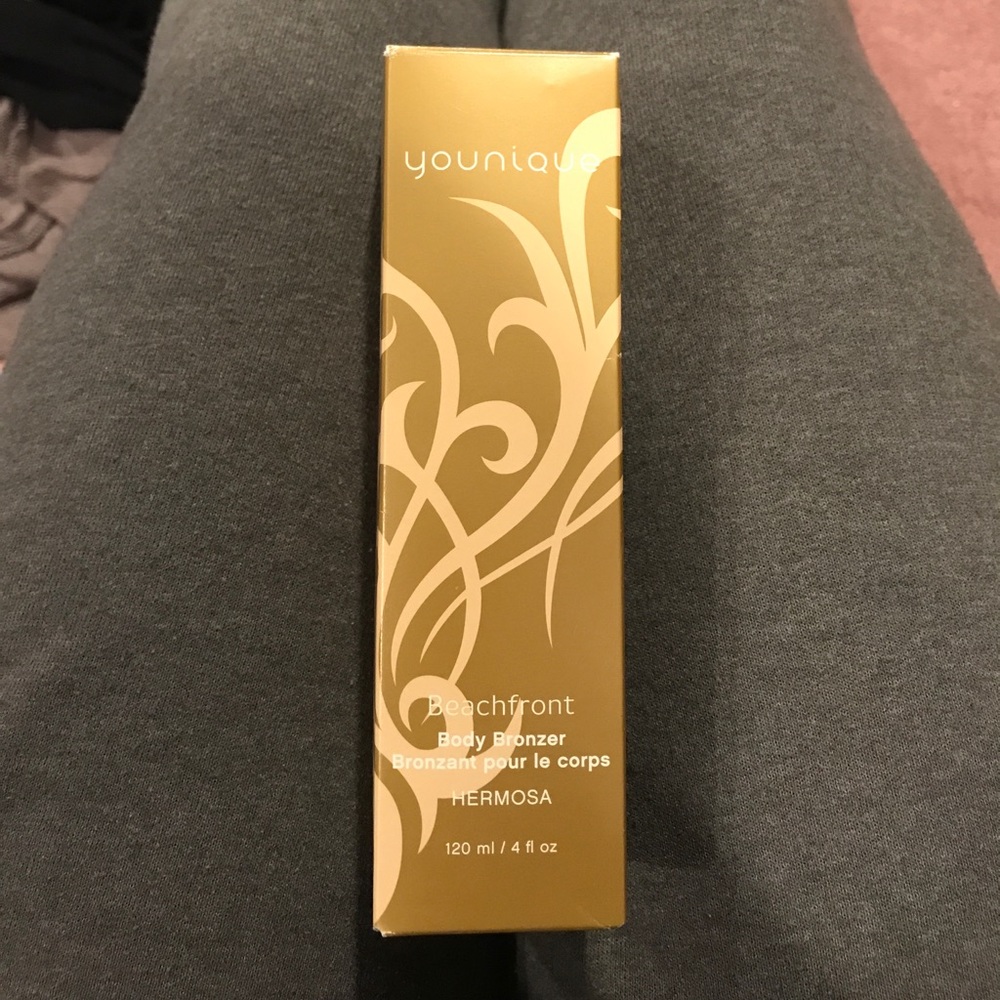 younique
Beachfront
Body Bronzer
Bronzant pour le corps
HERMOSA
120 ml / 4 fl oz